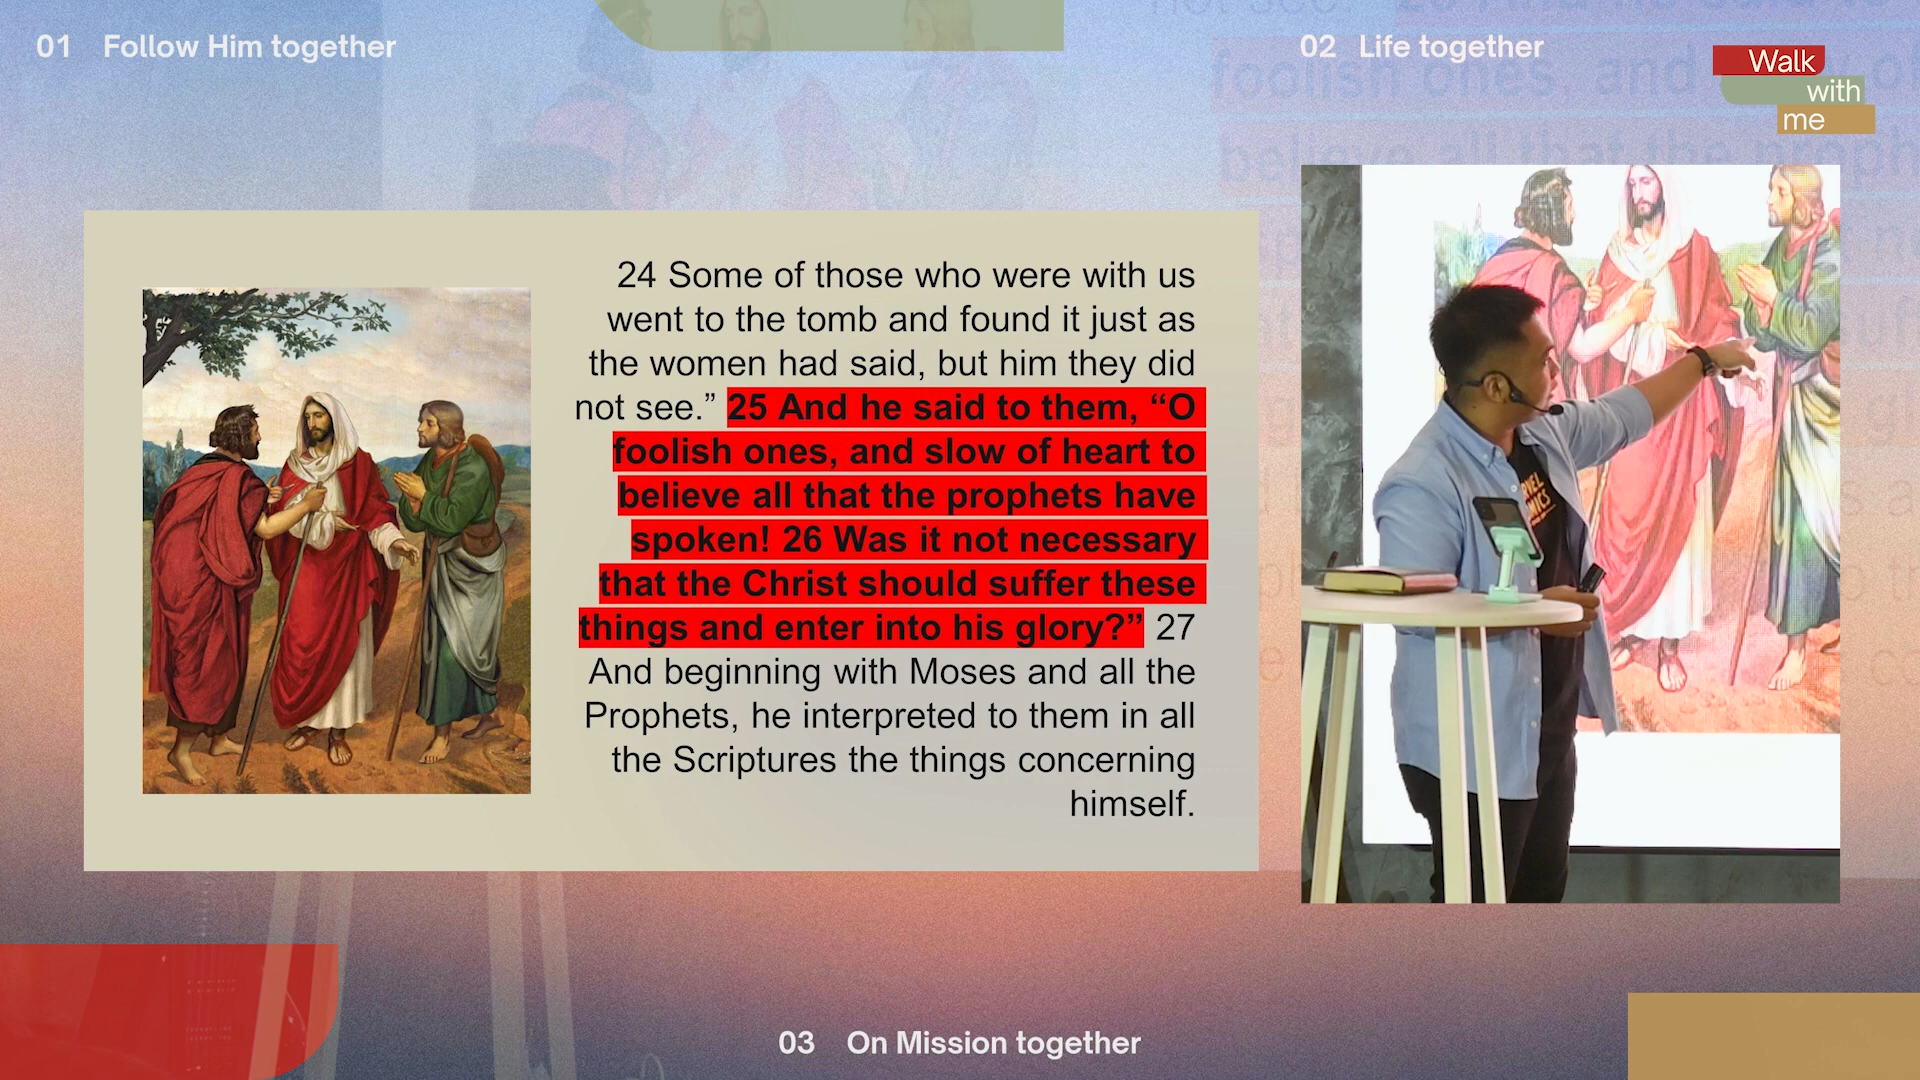 01 Follow Him together
02 Life together
Walk
with
me
24 Some of those who were with us
went to the tomb and found it just as
the women had said, but him they did
not see.” 25 And he said to them, “O
foolish ones, and slow of heart to
believe all that the prophets have
spoken! 26 Was it not necessary
that the Christ should suffer these
things and enter into his glory?” 27
And beginning with Moses and all the
Prophets, he interpreted to them in all
the Scriptures the things concerning
himself.
03 On Mission together